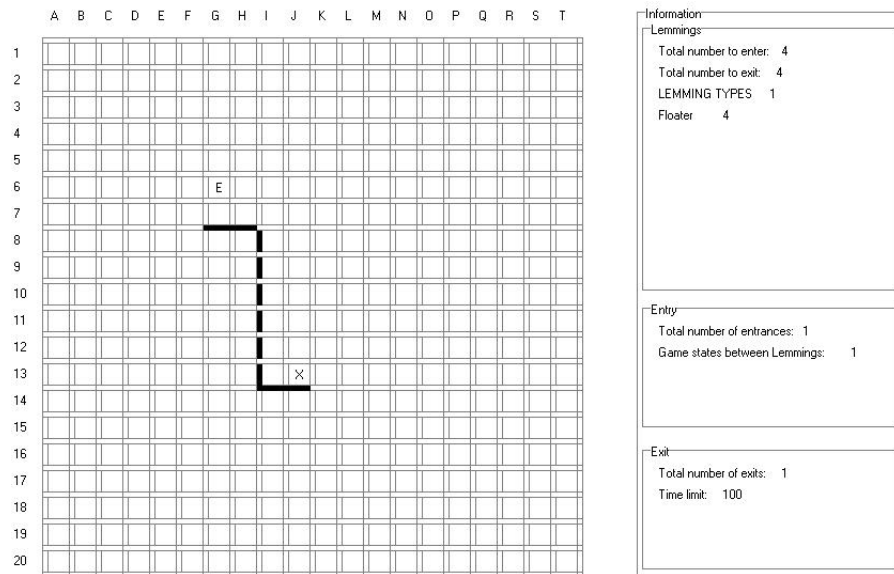 A B C D E F G H I J K L M N O P Q R S T
1
2
3
4
5
6
E
7
8
9
10
11
12
13
X
14
15
16
17
18
19
20
Information
Lemmings
Total number to enter: 4
Total number to exit: 4
LEMMING TYPES 1
Floater 4
Entry
Total number of entrances: 1
Game states between Lemmings: 1
Exit
Total number of exits: 1
Time limit: 100